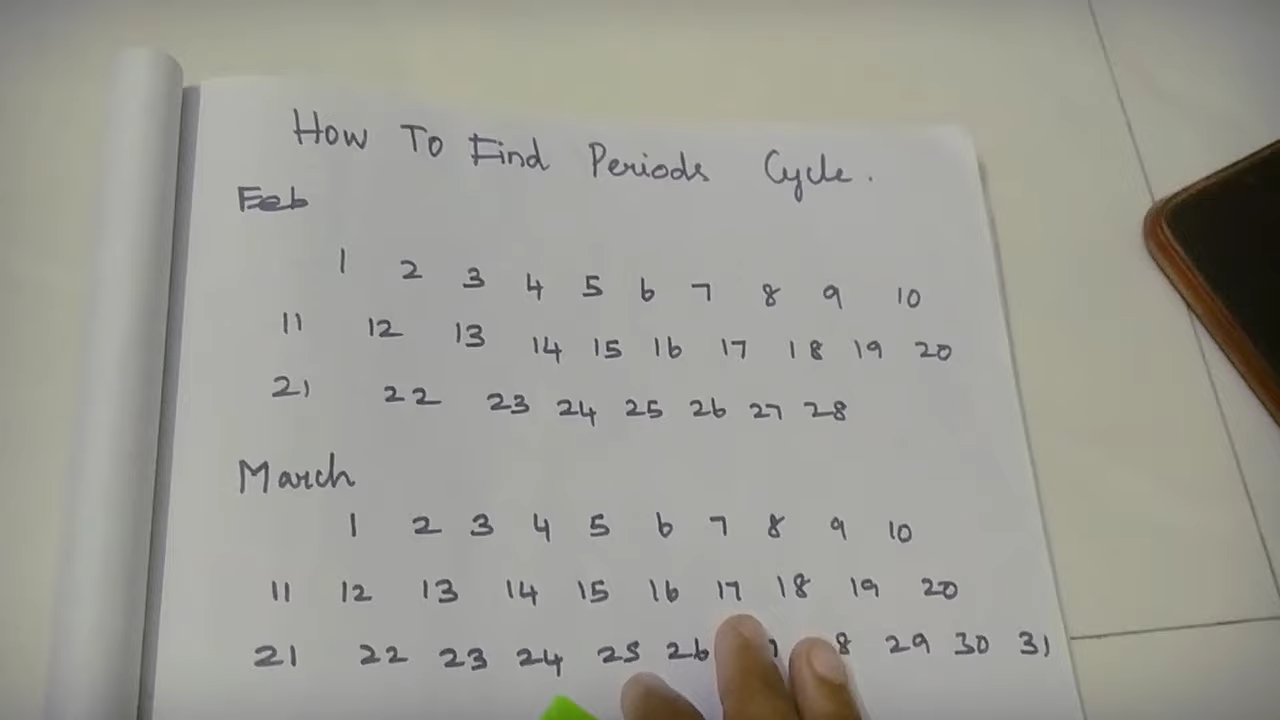 How To Find Periods Cycle.
Feb
1 2 3 4 5 6 7 8 9 10
11 12 13 14 15 16 17 18 19 20
21 22 23 24 25 26 27 28
March
1 2 3 4 5 6 7 8 9 10
11 12 13 14 15 16 17 18 19 20
21 22 23 24 25 26 29 30 31